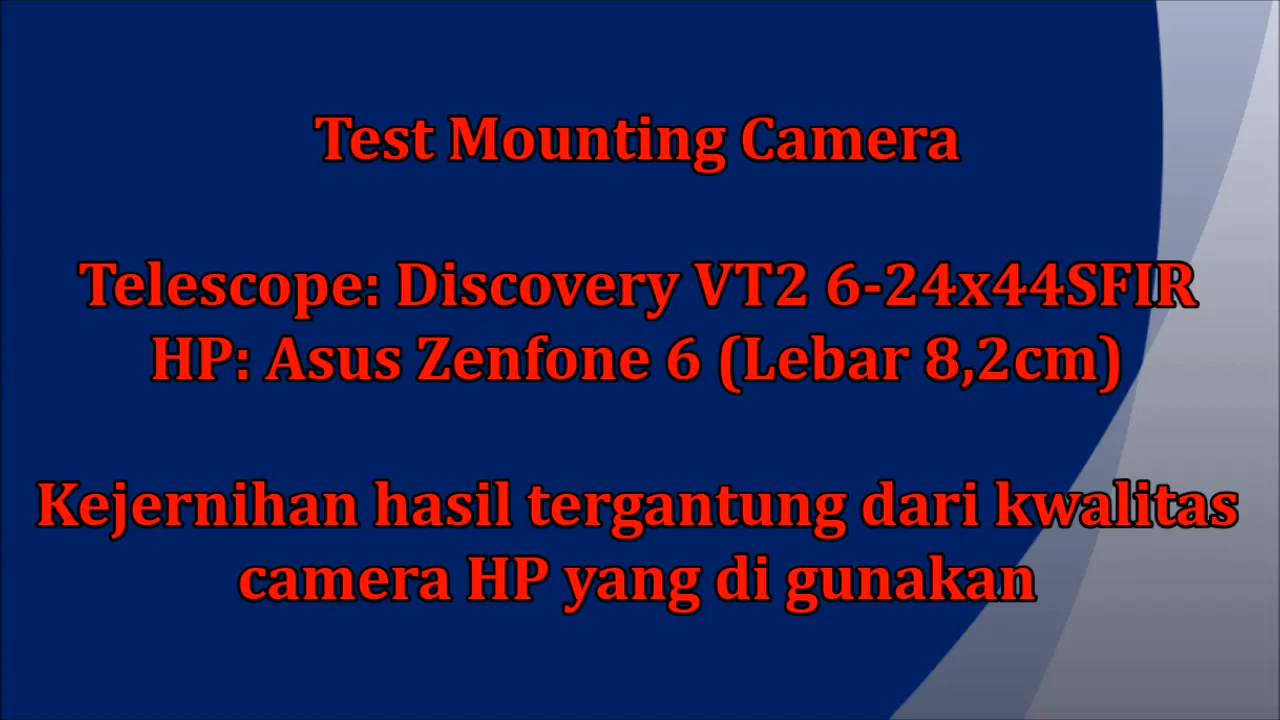 Test Mounting Camera
Telescope: Discovery VT2 6-24x44SFIR
HP: Asus Zenfone 6 (Lebar 8,2cm)
Kejernihan hasil tergantung dari kwalitas
camera HP yang di gunakan